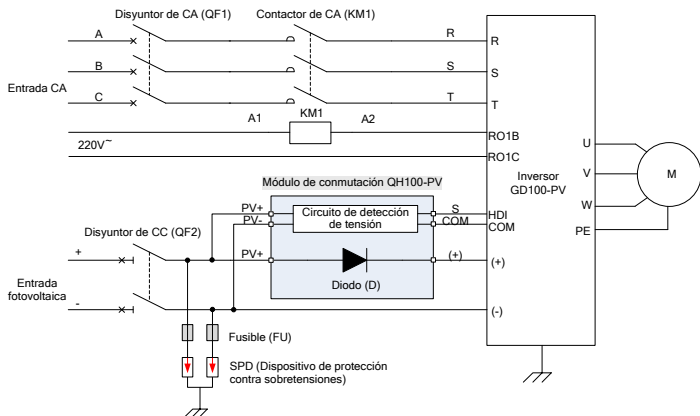 Disyuntor de CA (QF1)
Contactor de CA (KM1)
A
R
R
B
S
S
Entrada CA
C
T
T
A1
KM1
A2
220V~
RO1B
RO1C
U
Inversor
GD100-PV
V
M
W
PE
Módulo de conmutación QH100-PV
PV+
PV-
Circuito de detección
de tensión
S
COM
HDI
COM
Disyuntor de CC (QF2)
+
PV+
(+)
(+)
Diodo (D)
Entrada
fotovoltaica
-
(-)
Fusible (FU)
SPD (Dispositivo de protección
contra sobretensiones)